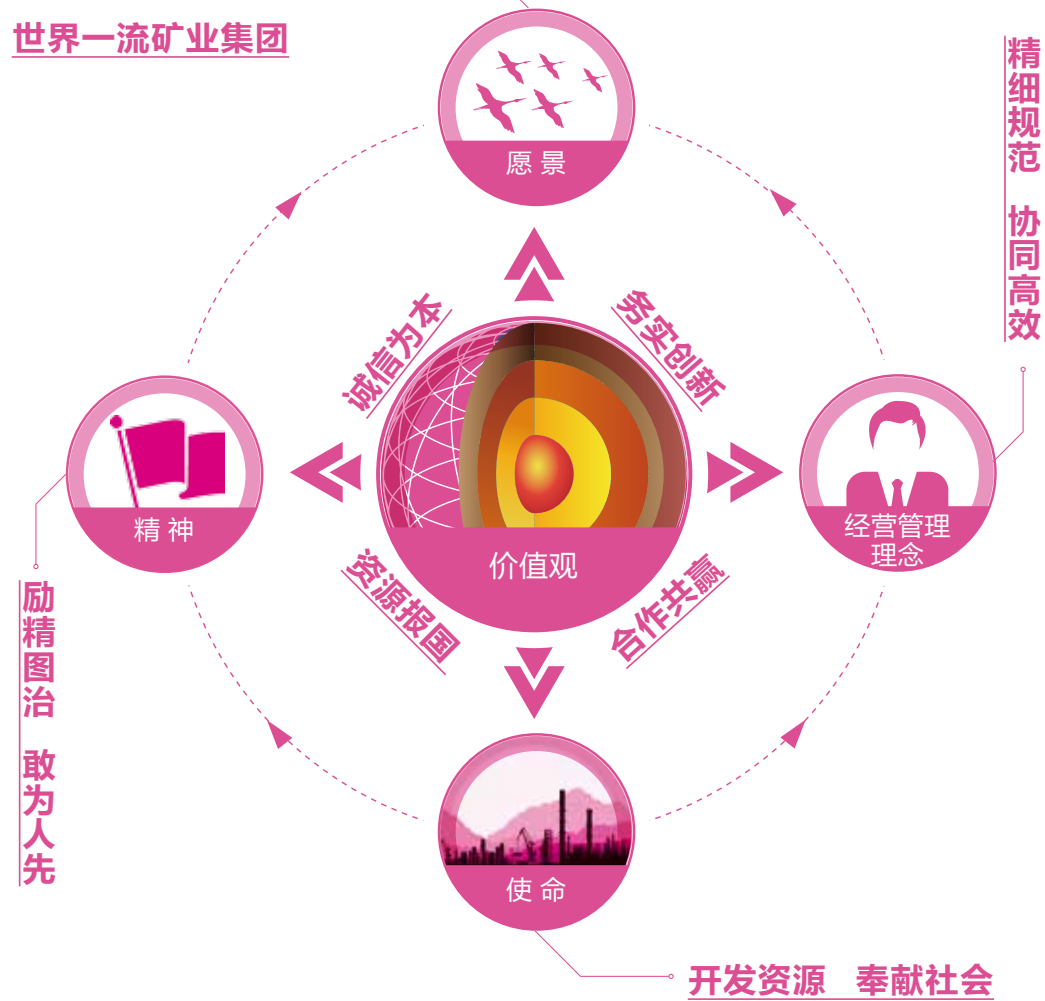 世界一流矿业集团
愿景
精细规范 协同高效
诚信为本
务实创新
精神
价值观
经营管理
理念
资源报国
合作共赢
励精图治 敢为人先
使命
开发资源 奉献社会